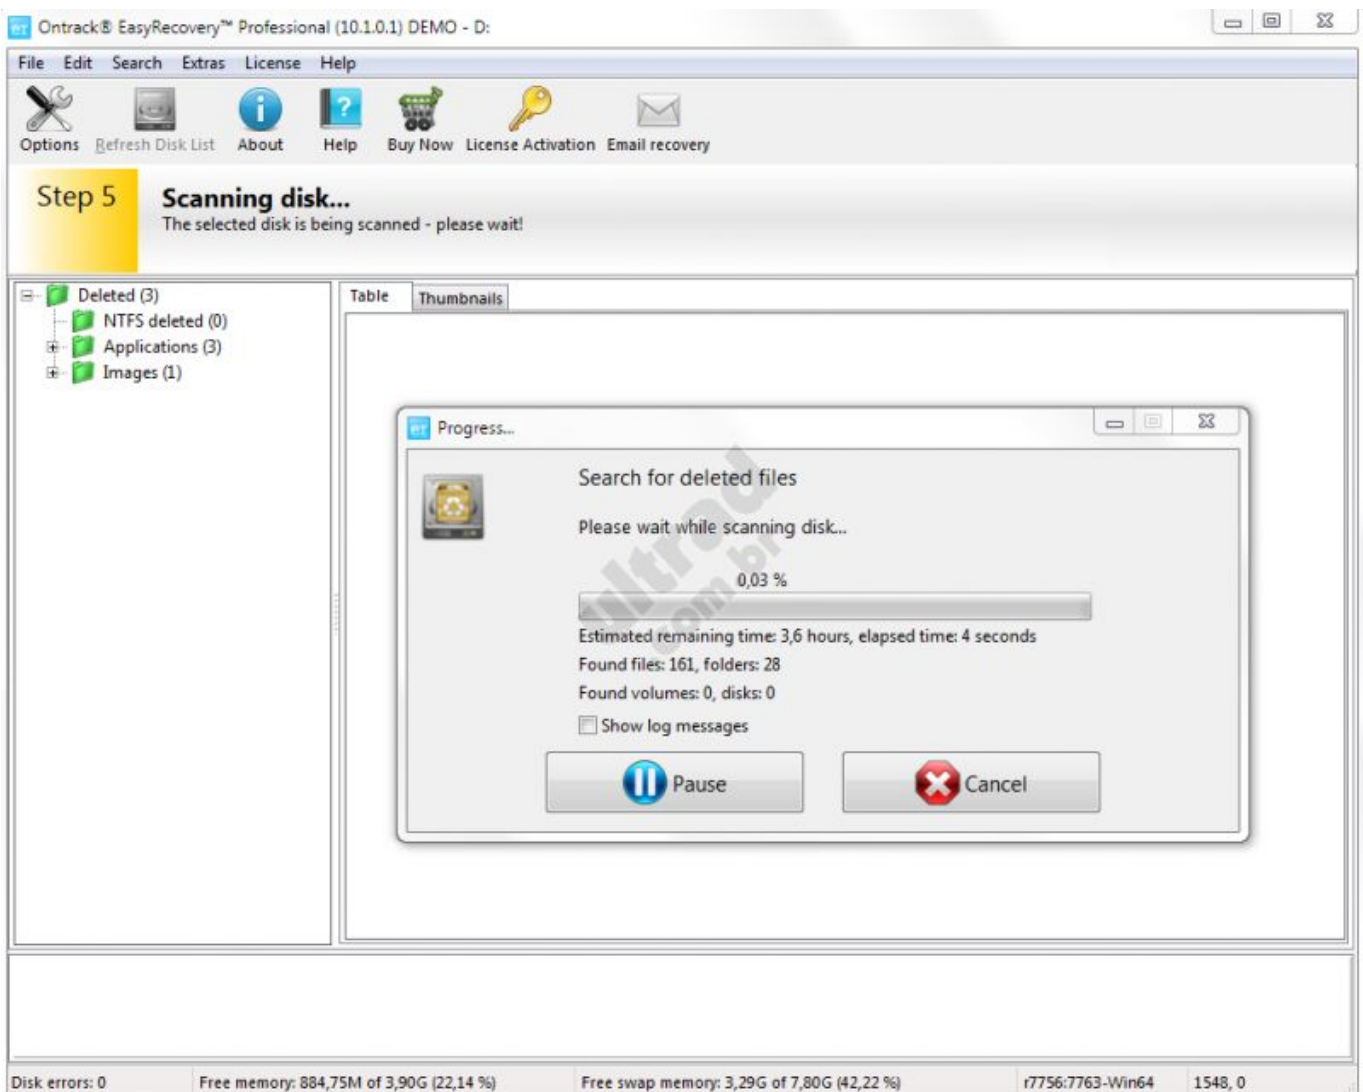 er Ontrack® EasyRecovery™ Professional (10.1.0.1) DEMO - D:
File Edit Search Extras License Help
Options Refresh Disk List About Help Buy Now License Activation Email recovery
Step 5
Scanning disk...
The selected disk is being scanned - please wait!
Deleted (3)
NTFS deleted (0)
Applications (3)
Images (1)
Table Thumbnails
er Progress...
Search for deleted files
Please wait while scanning disk...
0,03 %
Estimated remaining time: 3,6 hours, elapsed time: 4 seconds
Found files: 161, folders: 28
Found volumes: 0, disks: 0
Show log messages
Pause Cancel
ultrad
com.br
Disk errors: 0 Free memory: 884,75M of 3,90G (22,14 %) Free swap memory: 3,29G of 7,80G (42,22 %) r7756:7763-Win64 1548, 0